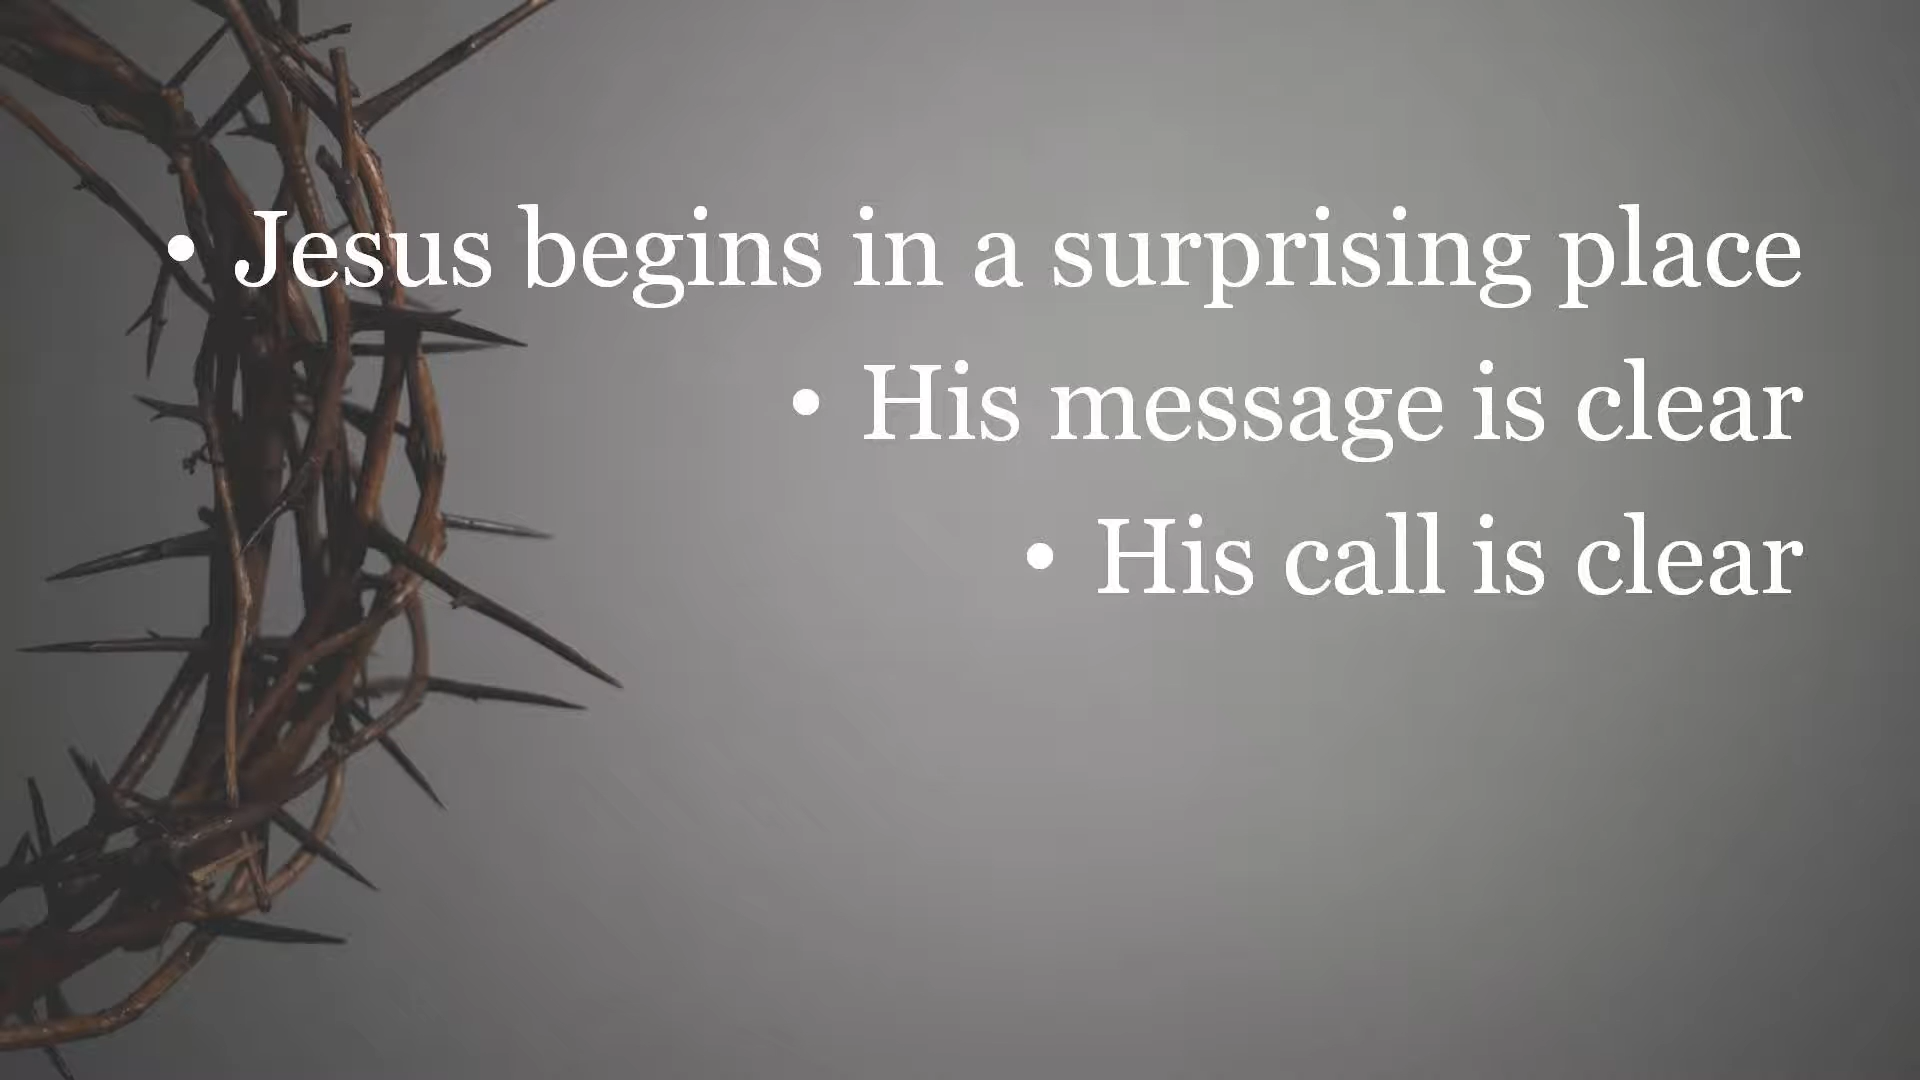 • Jesus begins in a surprising place
• His message is clear
• His call is clear